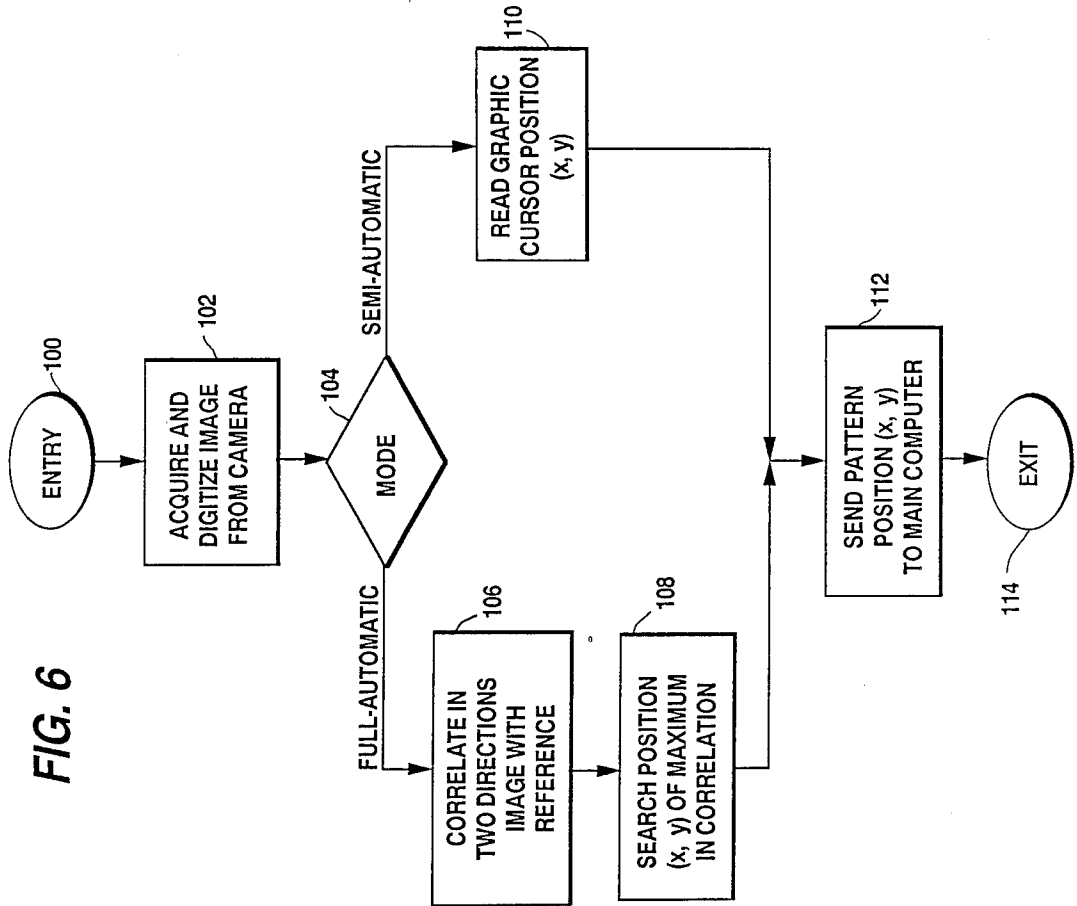 FIG. 6
ENTRY
100
ACQUIRE AND
DIGITIZE IMAGE
FROM CAMERA
102
MODE
104
FULL-AUTOMATIC
SEMI-AUTOMATIC
CORRELATE IN
TWO DIRECTIONS
IMAGE WITH
REFERENCE
106
SEARCH POSITION
(x, y) OF MAXIMUM
IN CORRELATION
108
READ GRAPHIC
CURSOR POSITION
(x, y)
110
SEND PATTERN
POSITION (x, y)
TO MAIN COMPUTER
112
EXIT
114